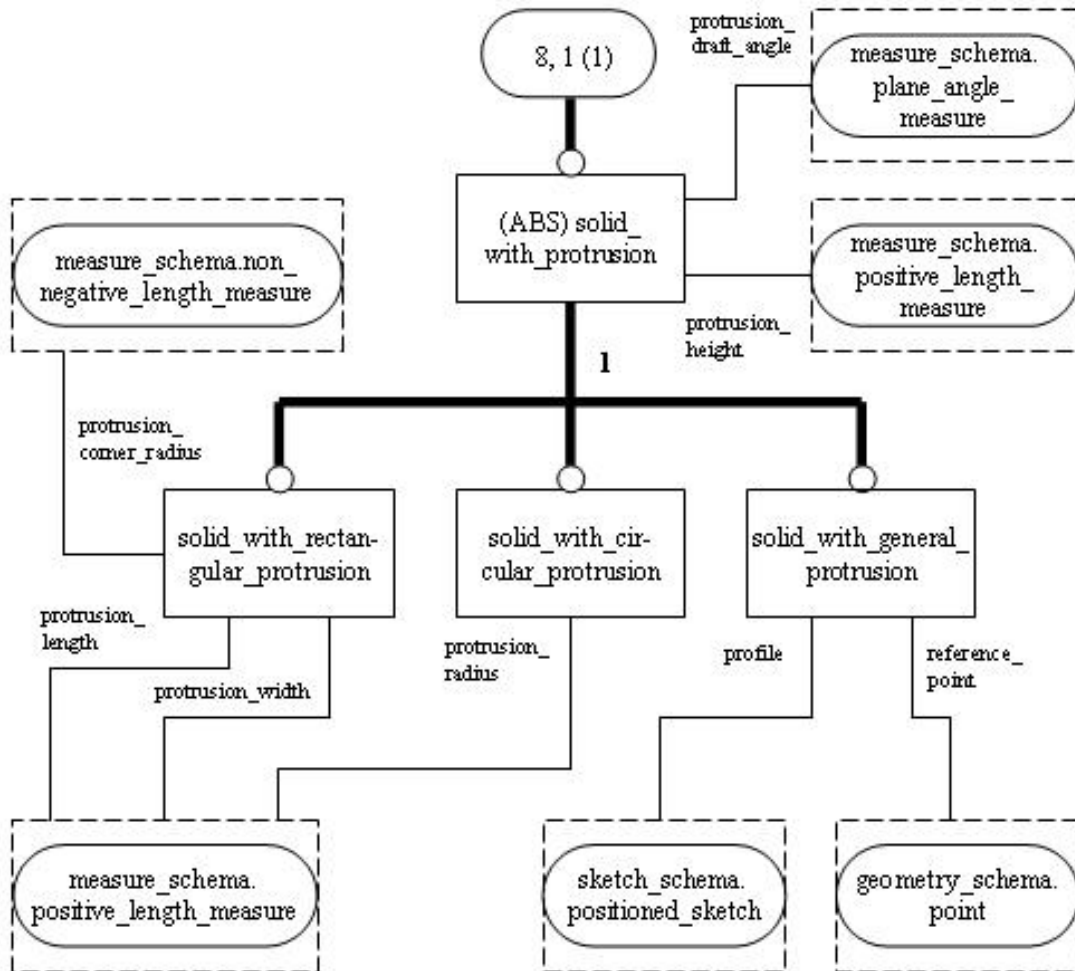 protrusion_
draft_angle
8, 1 (1)
measure_schema.
plane_angle_
measure
(ABS) solid_
with_protrusion
measure_schema.non_
negative_length_measure
measure_schema.
positive_length_
measure
protrusion_
height
1
protrusion_
corner_radius
solid_with_rectan-
gular_protrusion
solid_with_cir-
cular_protrusion
solid_with_general_
protrusion
protrusion_
length
protrusion_width
protrusion_
radius
profile
reference_
point
measure_schema.
positive_length_measure
sketch_schema.
positioned_sketch
geometry_schema.
point